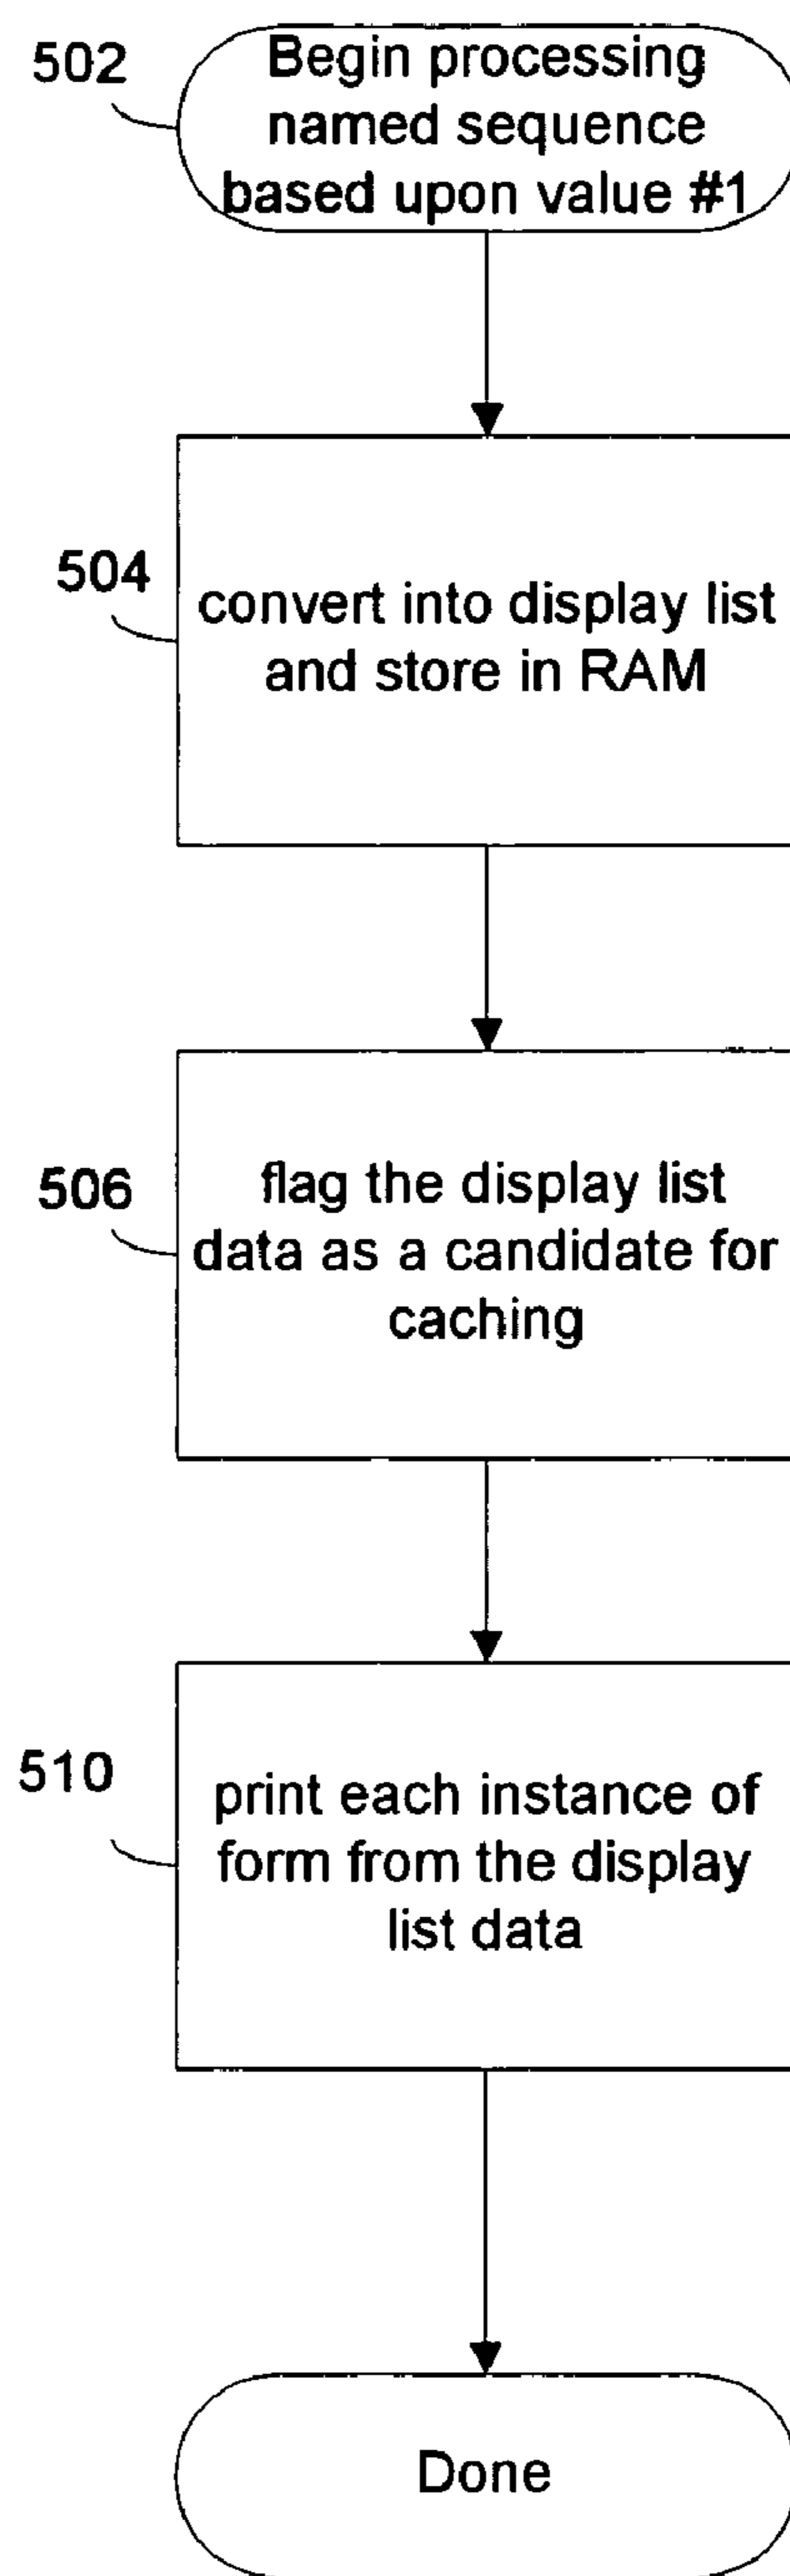 502
Begin processing
named sequence
based upon value #1
504
convert into display list
and store in RAM
506
flag the display list
data as a candidate for
caching
510
print each instance of
form from the display
list data
Done